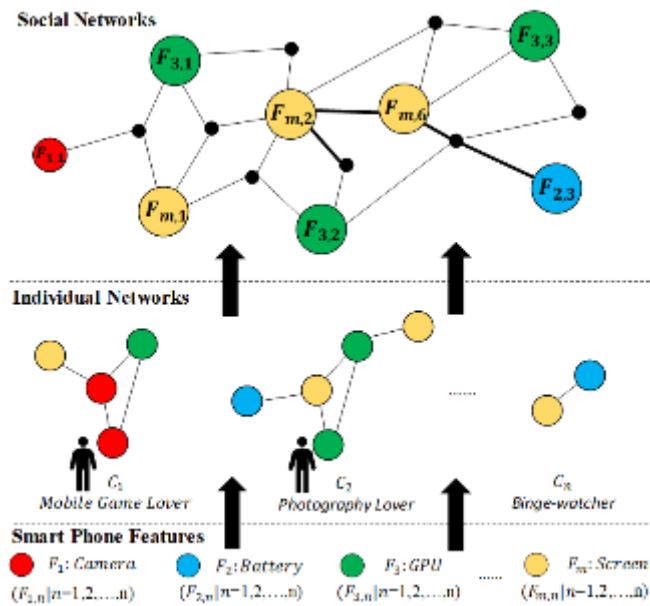 Social Networks
F3,1
F3,3
Fm,2
Fm,6
F1,1
Fm,1
F3,2
F2,3
Individual Networks
......
C1
C2
Cn
Mobile Game Lover
Photography Lover
Binge-watcher
Smart Phone Features
F1: Camera
F2: Battery
F3: GPU
......
Fm: Screen
(F1,n|n=1,2,...,n)
(F2,n|n=1,2,...,n)
(F3,n|n=1,2,...,n)
(Fm,n|n=1,2,...,n)